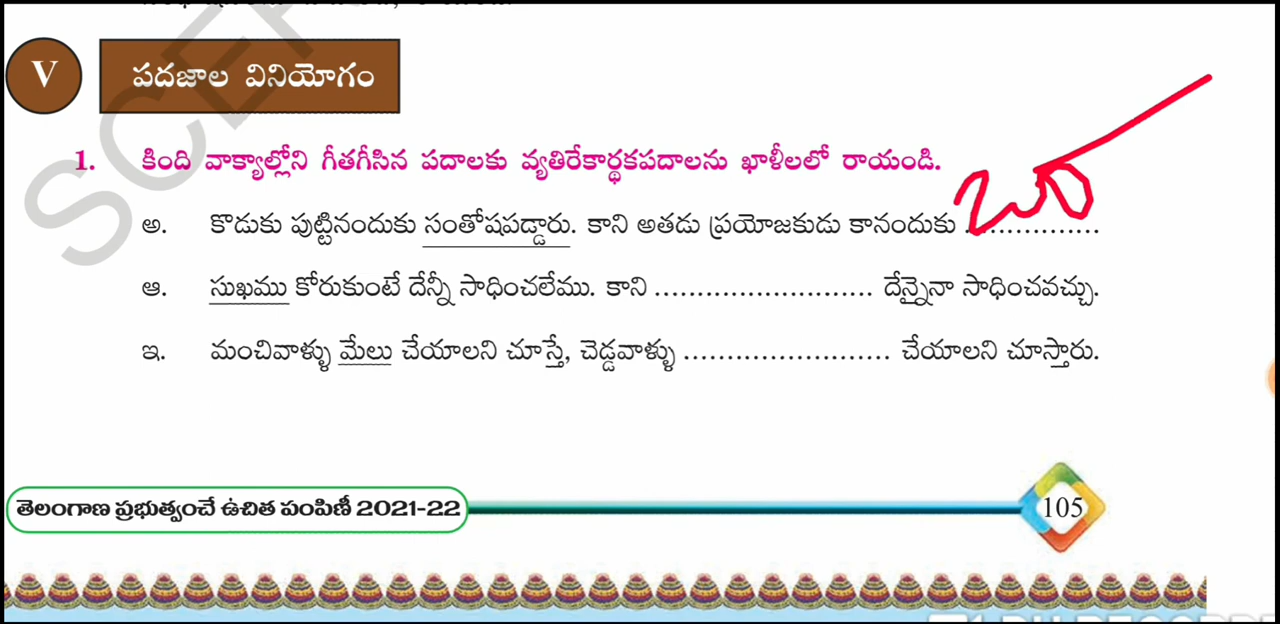 V పదజాల వినియోగం
1. కింది వాక్యాల్లోని గీతగీసిన పదాలకు వ్యతిరేకార్థకపదాలను ఖాళీలలో రాయండి.
అ. కొడుకు పుట్టినందుకు సంతోషపడ్డారు. కాని అతడు ప్రయోజకుడు కానందుకు ................
ఆ. సుఖము కోరుకుంటే దేన్నీ సాధించలేము. కాని ......................... దేన్నైనా సాధించవచ్చు.
ఇ. మంచివాళ్ళు మేలు చేయాలని చూస్తే, చెడ్డవాళ్ళు ........................ చేయాలని చూస్తారు.
తెలంగాణ ప్రభుత్వంచే ఉచిత పంపిణీ 2021-22
105